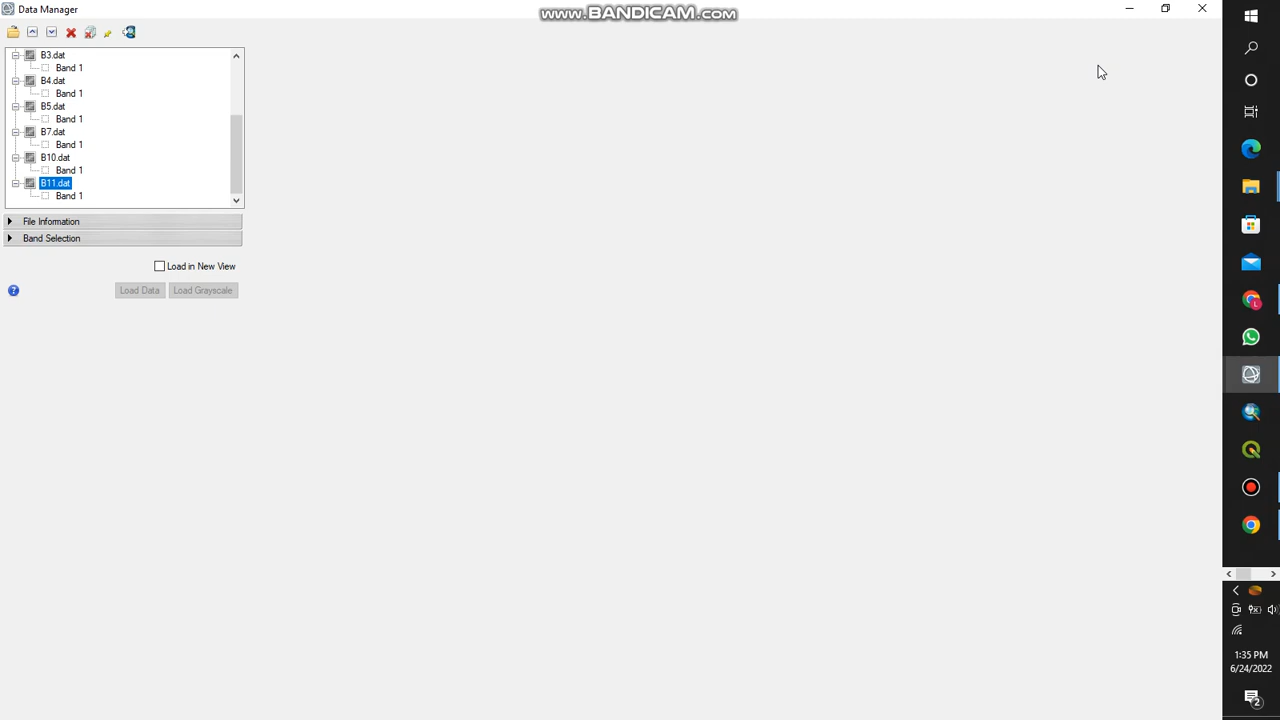 Data Manager
www.BANDICAM.com
B3.dat
Band 1
B4.dat
Band 1
B5.dat
Band 1
B7.dat
Band 1
B10.dat
Band 1
B11.dat
Band 1
File Information
Band Selection
Load in New View
Load Data
Load Grayscale
1:35 PM
6/24/2022
2